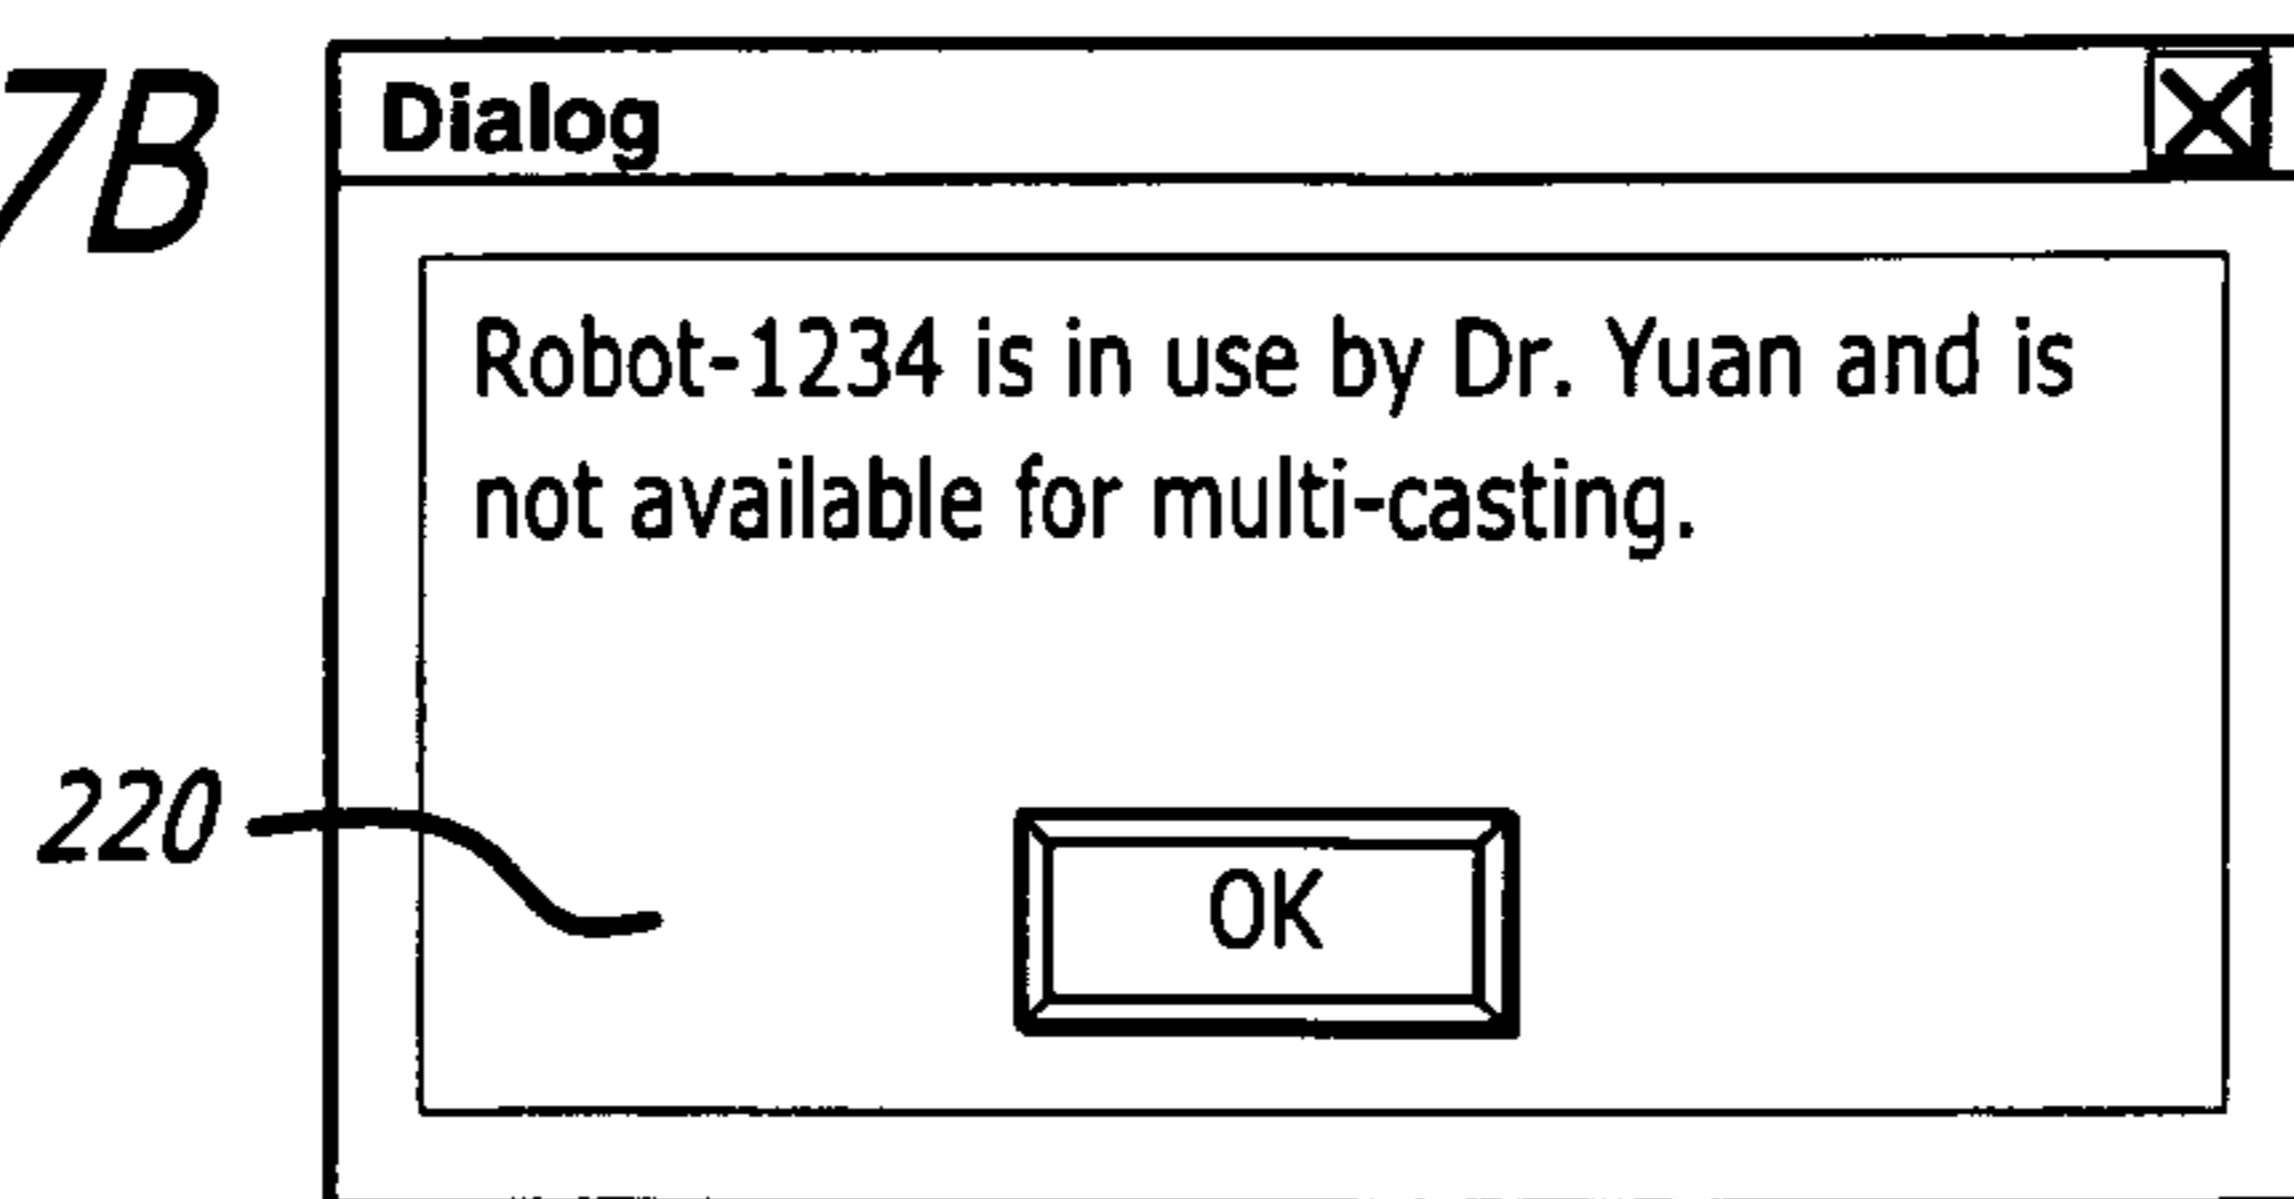 7B
Dialog
Robot-1234 is in use by Dr. Yuan and is
not available for multi-casting.
220
OK